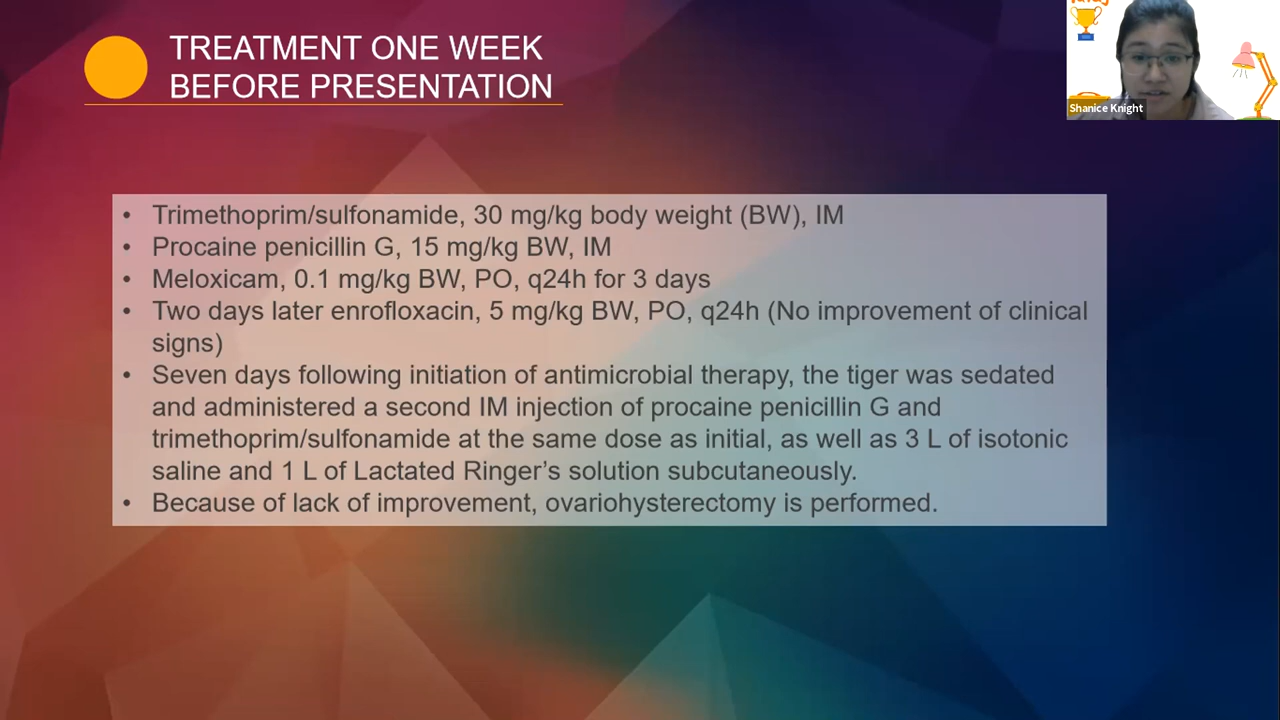 TREATMENT ONE WEEK
BEFORE PRESENTATION
Shanice Knight
• Trimethoprim/sulfonamide, 30 mg/kg body weight (BW), IM
• Procaine penicillin G, 15 mg/kg BW, IM
• Meloxicam, 0.1 mg/kg BW, PO, q24h for 3 days
• Two days later enrofloxacin, 5 mg/kg BW, PO, q24h (No improvement of clinical
signs)
• Seven days following initiation of antimicrobial therapy, the tiger was sedated
and administered a second IM injection of procaine penicillin G and
trimethoprim/sulfonamide at the same dose as initial, as well as 3 L of isotonic
saline and 1 L of Lactated Ringer’s solution subcutaneously.
• Because of lack of improvement, ovariohysterectomy is performed.